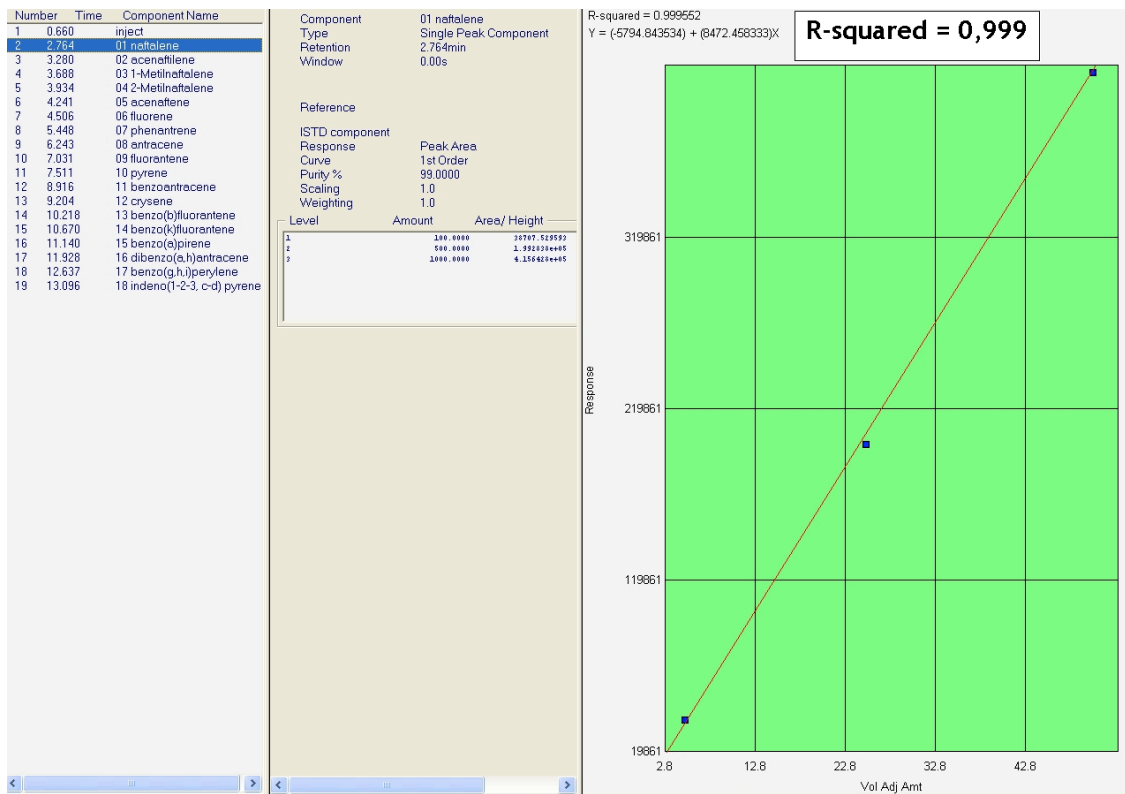 Number Time Component Name
1 0.660 inject
2 2.764 01 naftalene
3 3.280 02 acenaftilene
4 3.688 03 1-Metilnaftalene
5 3.934 04 2-Metilnaftalene
6 4.241 05 acenaftene
7 4.506 06 fluorene
8 5.448 07 phenantrene
9 6.243 08 antracene
10 7.031 09 fluorantene
11 7.511 10 pyrene
12 8.916 11 benzoantracene
13 9.204 12 crysene
14 10.218 13 benzo(b)fluorantene
15 10.670 14 benzo(k)fluorantene
16 11.140 15 benzo(a)pirene
17 11.928 16 dibenzo(a,h)antracene
18 12.637 17 benzo(g,h,i)perylene
19 13.096 18 indeno(1-2-3, c-d) pyrene
Component 01 naftalene
Type Single Peak Component
Retention 2.764min
Window 0.00s
Reference
ISTD component
Response Peak Area
Curve 1st Order
Purity % 99.0000
Scaling 1.0
Weighting 1.0
Level Amount Area/ Height
1 100.0000 38707.529593
2 500.0000 1.992838e+05
3 1000.0000 4.156428e+05
R-squared = 0.999552
Y = (-5794.843534) + (8472.458333)X
R-squared = 0,999
Response
319861
219861
119861
19861
2.8 12.8 22.8 32.8 42.8
Vol Adj Amt